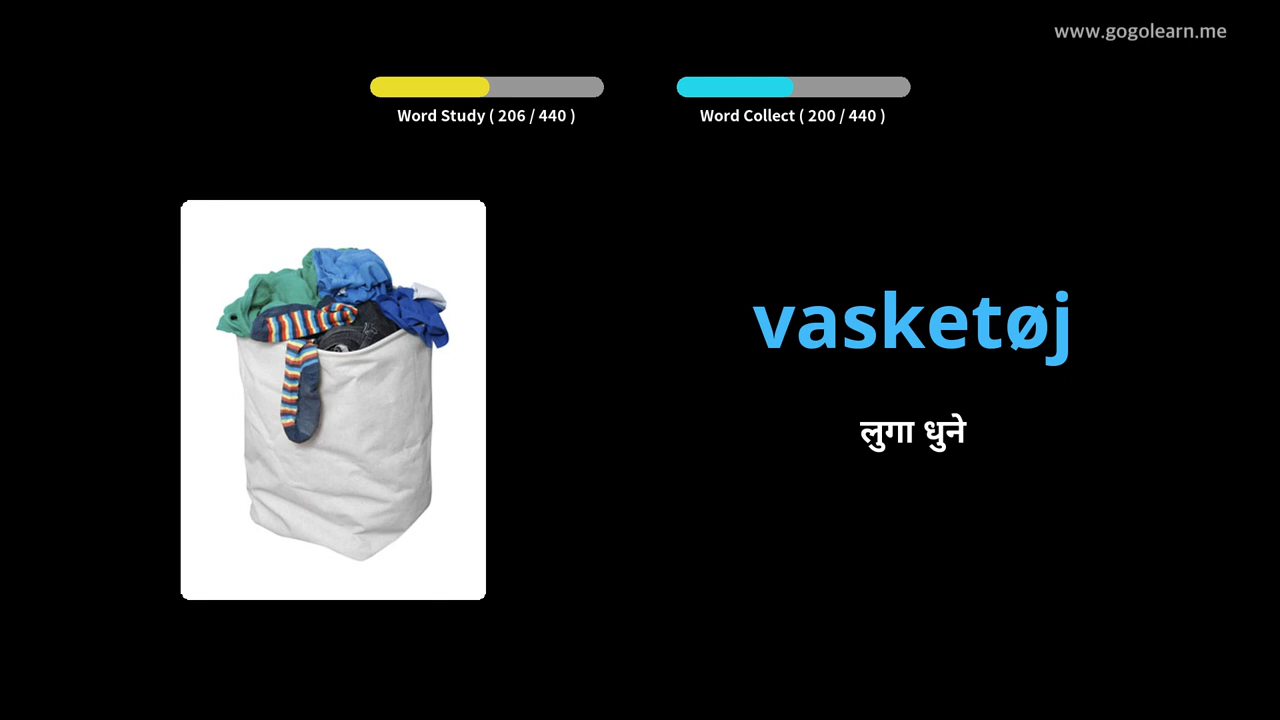 www.gogolearn.me
Word Study ( 206 / 440 )
Word Collect ( 200 / 440 )
vasketøj
लुगा धुने